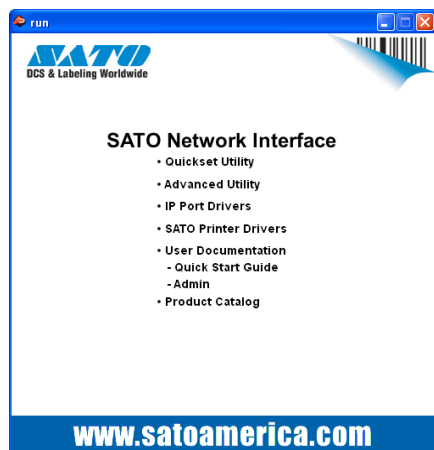 run
SATO
DCS & Labeling Worldwide
SATO Network Interface
• Quickset Utility
• Advanced Utility
• IP Port Drivers
• SATO Printer Drivers
• User Documentation
- Quick Start Guide
- Admin
• Product Catalog
www.satoamerica.com